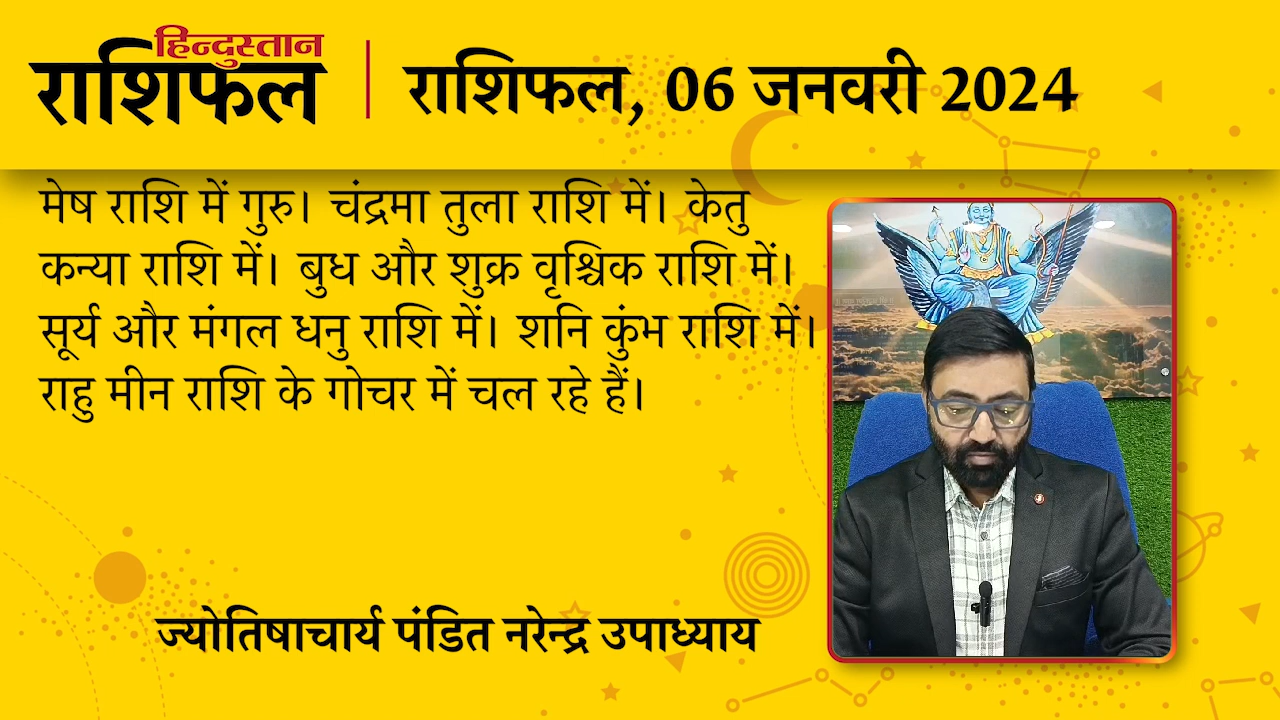 हिन्दुस्तान
राशिफल
राशिफल, 06 जनवरी 2024
मेष राशि में गुरु। चंद्रमा तुला राशि में। केतु
कन्या राशि में। बुध और शुक्र वृश्चिक राशि में।
सूर्य और मंगल धनु राशि में। शनि कुंभ राशि में।
राहु मीन राशि के गोचर में चल रहे हैं।
ज्योतिषाचार्य पंडित नरेन्द्र उपाध्याय